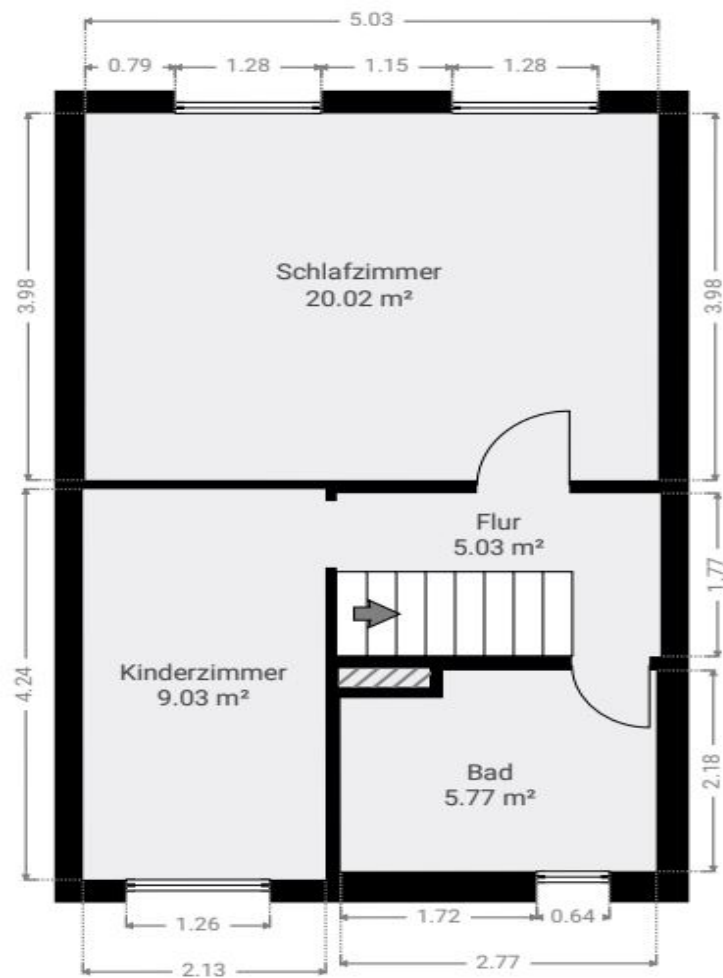 5.03
0.79 1.28 1.15 1.28
3.98
3.98
Schlafzimmer
20.02 m²
Flur
5.03 m²
1.77
4.24
Kinderzimmer
9.03 m²
Bad
5.77 m²
2.18
1.26
1.72 0.64
2.13
2.77